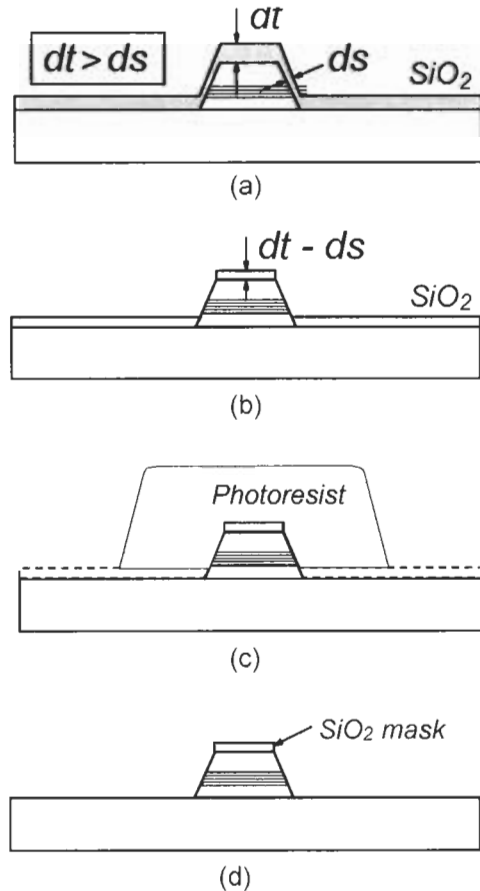 dt
dt>ds
ds
SiO₂
(a)
dt - ds
SiO₂
(b)
Photoresist
(c)
SiO₂ mask
(d)